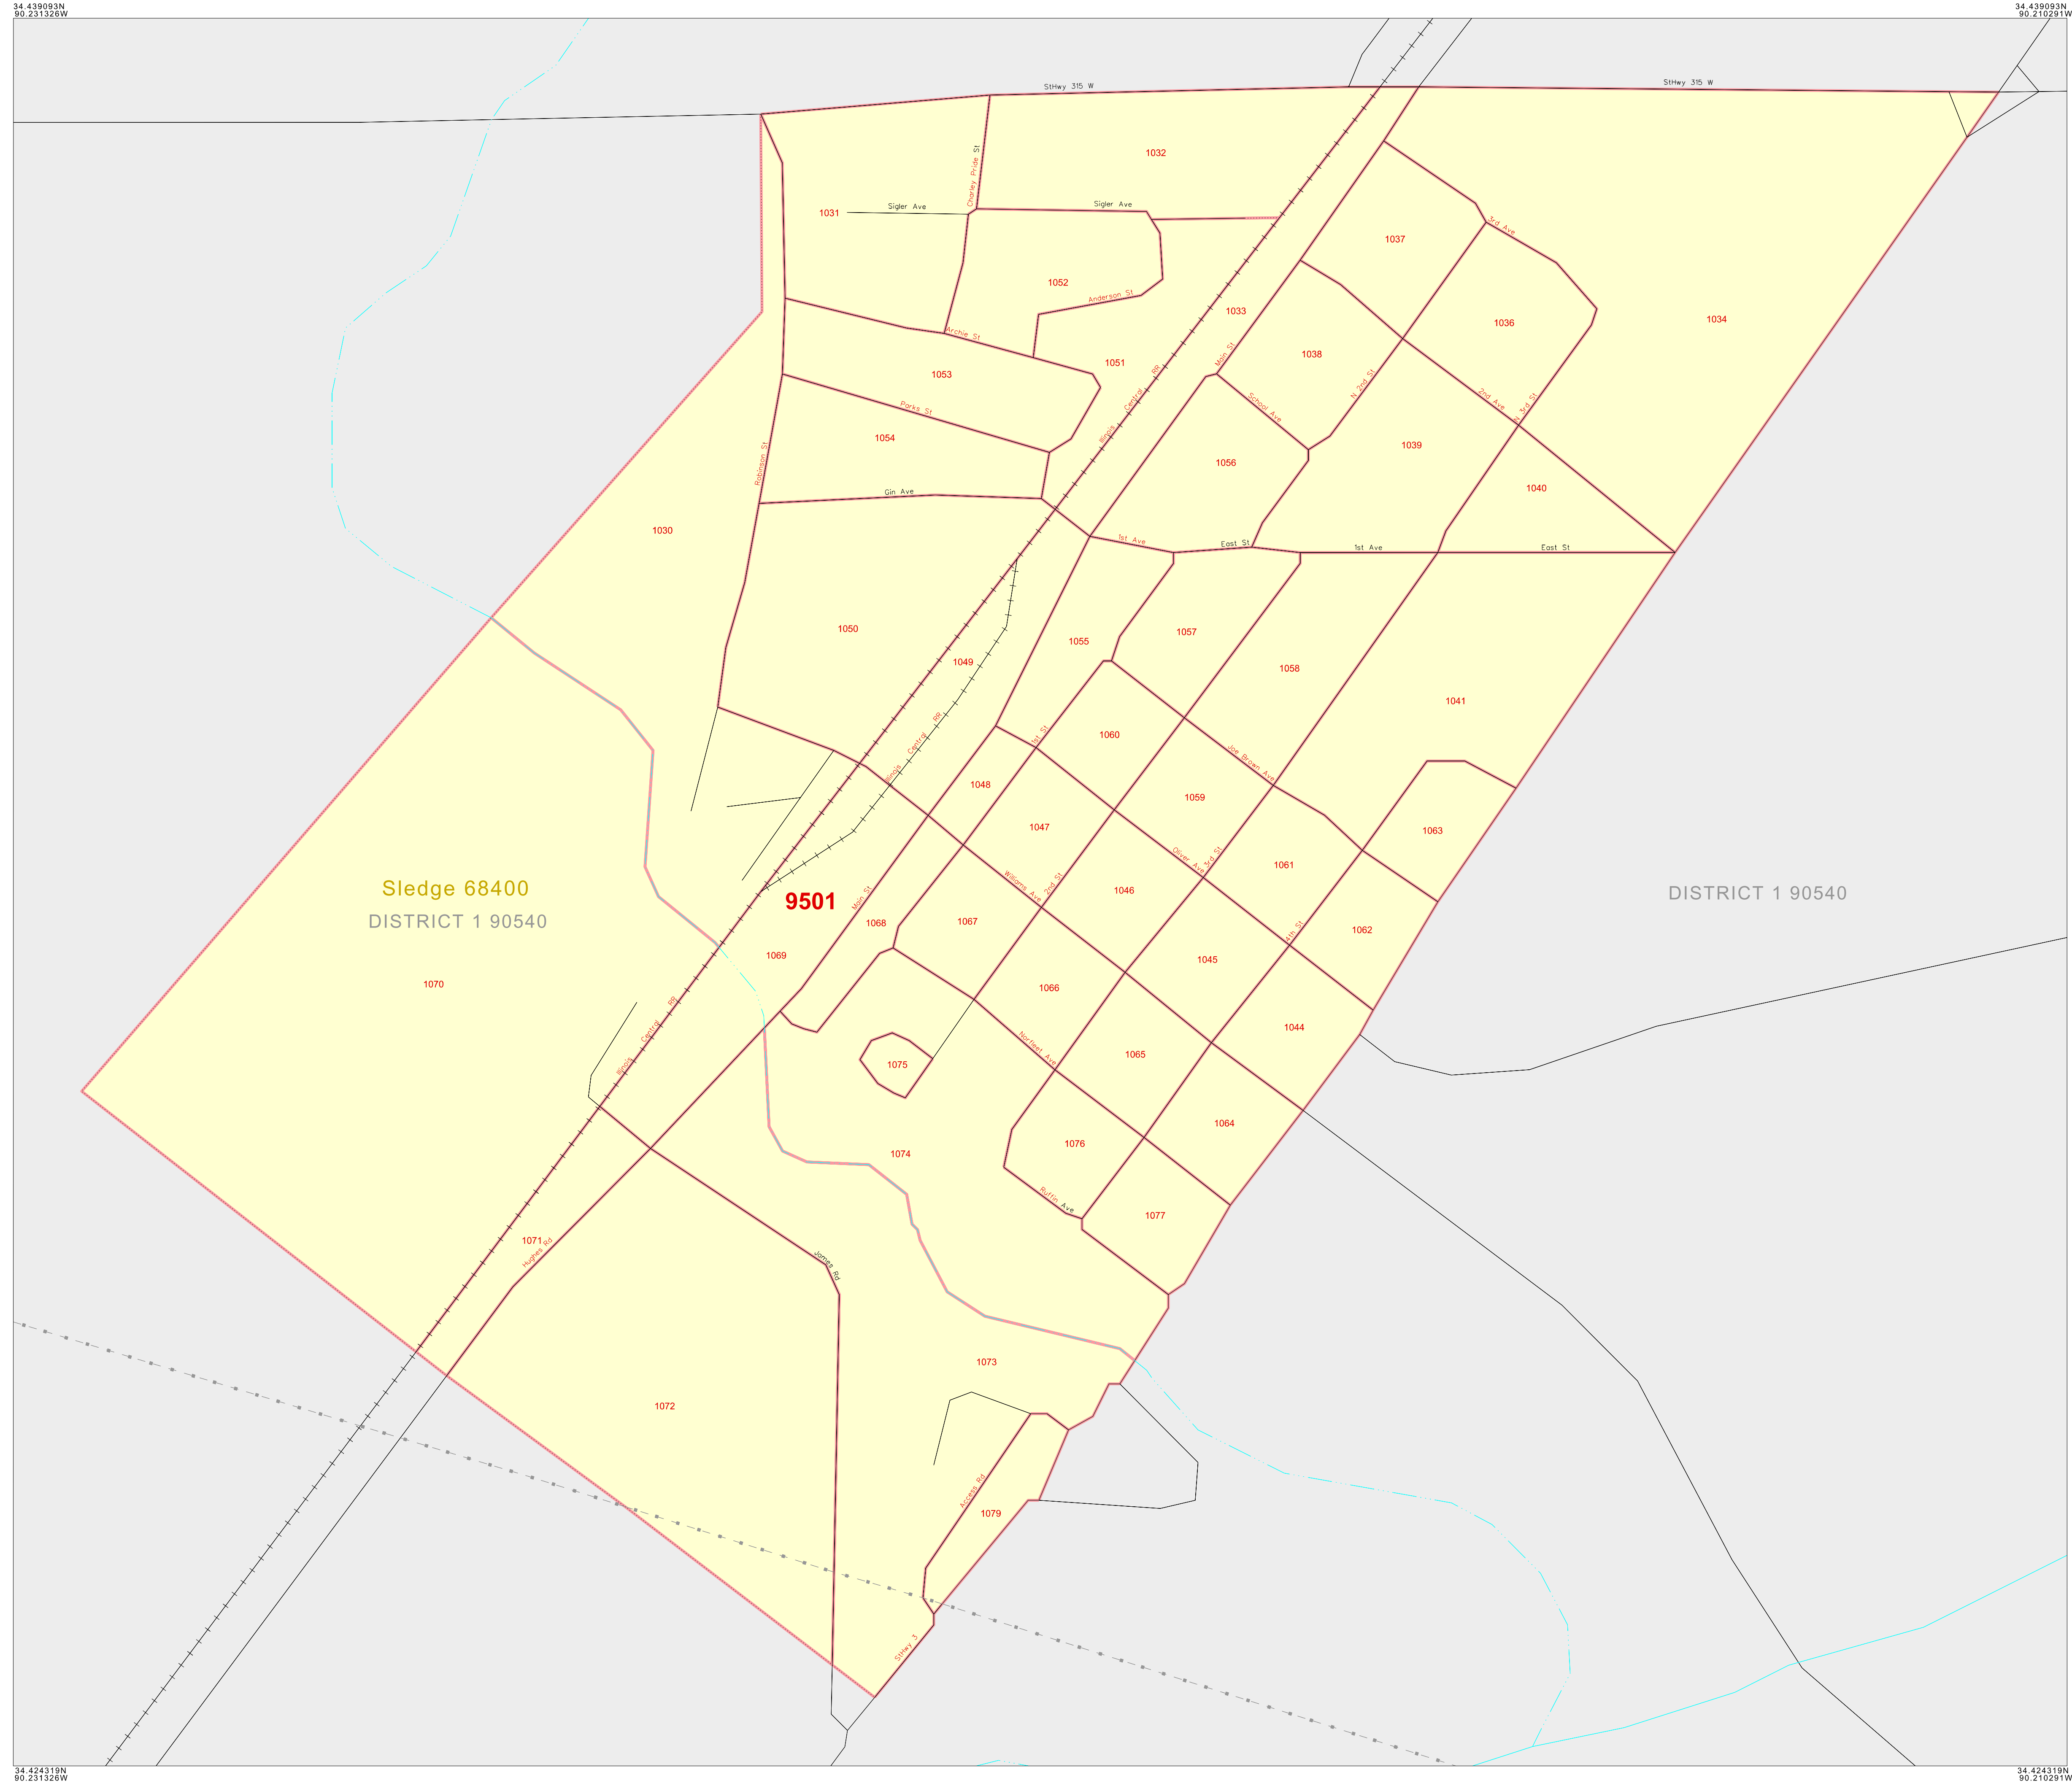 34.439093N
90.231326W
34.439093N
90.210291W
StHwy 315 W
StHwy 315 W
1032
Charley Pride St
1031
Sigler Ave
Sigler Ave
3rd Ave
1037
1052
Anderson St
1033
1034
1036
Archie St
Main St
1038
1051
1053
Illinois Central RR
N 2nd St
2nd Ave
N 3rd St
School Ave
Parks St
1054
1039
Robinson St
1056
1040
Gin Ave
1030
1st Ave
East St
1st Ave
East St
1050
1057
1055
1049
1058
1041
Illinois Central RR
1st St
1060
Joe Brown Ave
1048
1059
1047
1063
Oliver Ave
3rd St
1061
Sledge 68400
DISTRICT 1 90540
Williams Ave
2nd St
1046
9501
Main St
DISTRICT 1 90540
1068
1067
4th St
1062
1069
1045
1070
1066
Illinois Central RR
1044
Norfleet Ave
1065
1075
1064
1076
1074
Ruffin Ave
1077
1071
Hughes Rd
James Rd
1073
1072
Access Rd
1079
StHwy 3
34.424319N
90.231326W
34.424319N
90.210291W